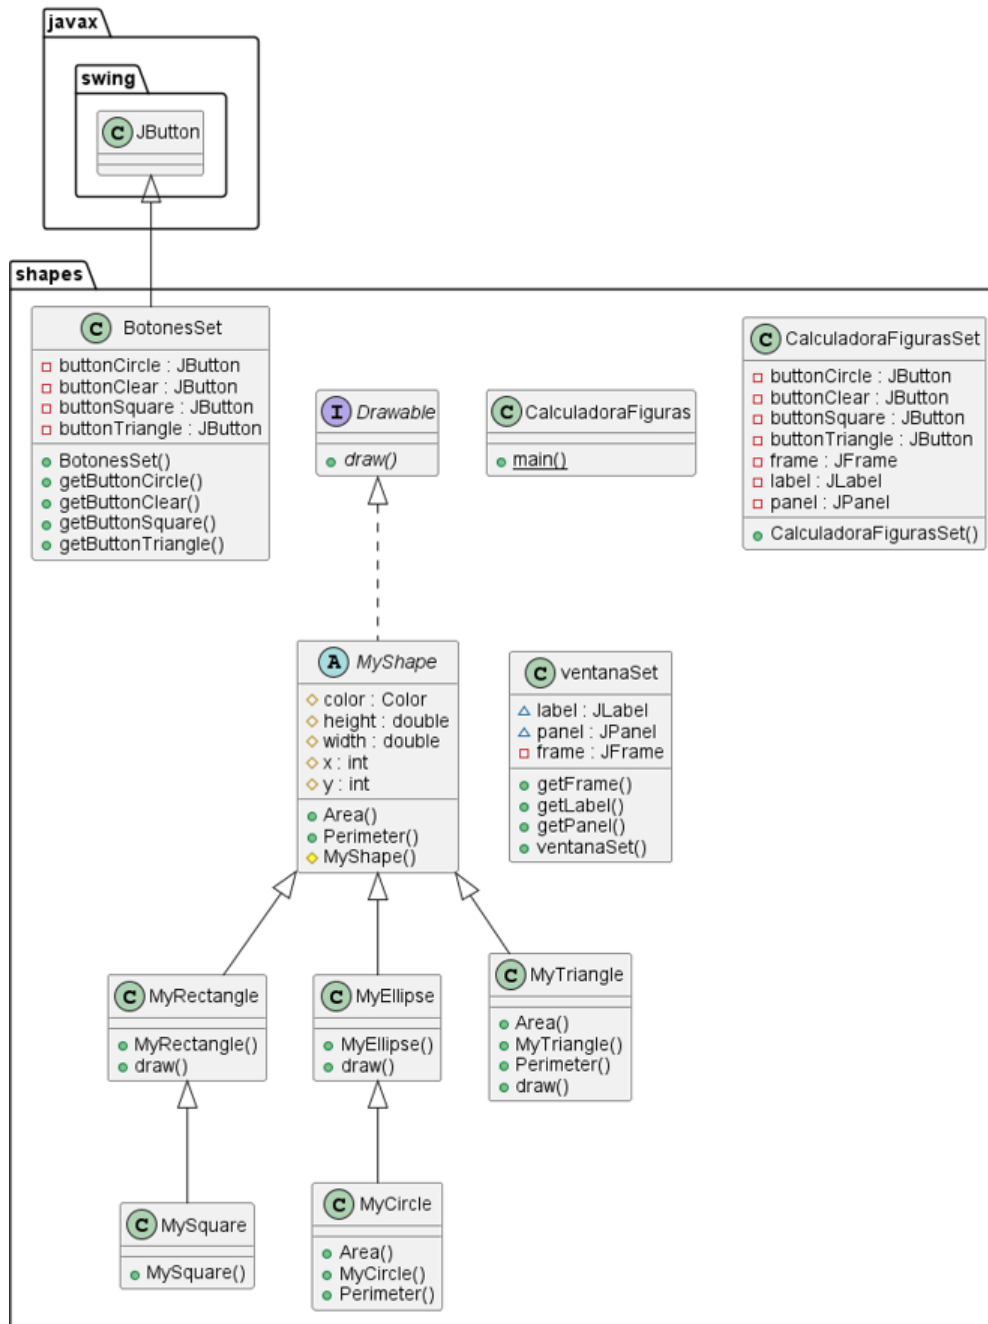 javax
swing
C JButton
shapes
C BotonesSet
buttonCircle : JButton
buttonClear : JButton
buttonSquare : JButton
buttonTriangle : JButton
BotonesSet()
getButtonCircle()
getButtonClear()
getButtonSquare()
getButtonTriangle()
I Drawable
draw()
C CalculadoraFiguras
main()
C CalculadoraFigurasSet
buttonCircle : JButton
buttonClear : JButton
buttonSquare : JButton
buttonTriangle : JButton
frame : JFrame
label : JLabel
panel : JPanel
CalculadoraFigurasSet()
A MyShape
color : Color
height : double
width : double
x : int
y : int
Area()
Perimeter()
MyShape()
C ventanaSet
label : JLabel
panel : JPanel
frame : JFrame
getFrame()
getLabel()
getPanel()
ventanaSet()
C MyRectangle
MyRectangle()
draw()
C MyEllipse
MyEllipse()
draw()
C MyTriangle
Area()
MyTriangle()
Perimeter()
draw()
C MySquare
MySquare()
C MyCircle
Area()
MyCircle()
Perimeter()